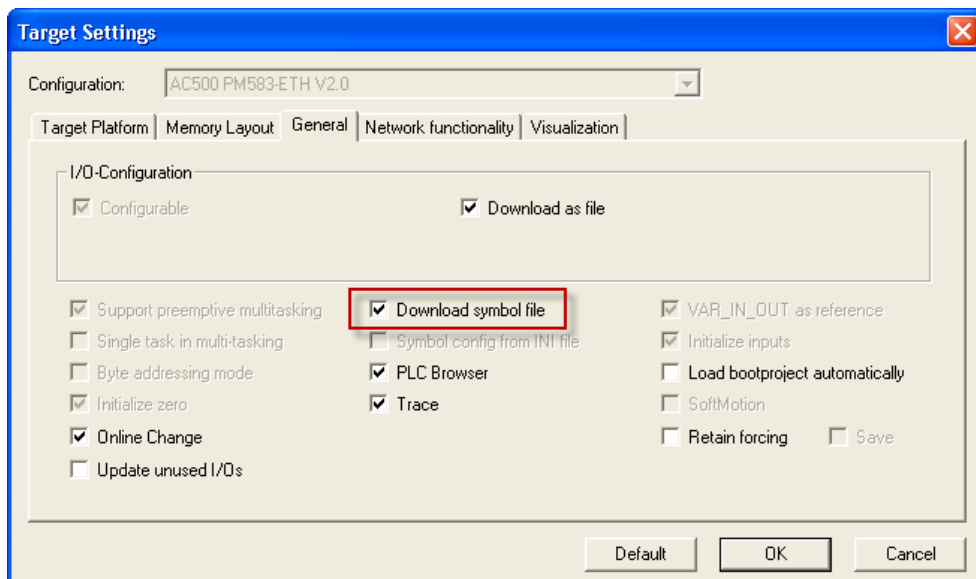 Target Settings
Configuration: AC500 PM583-ETH V2.0
Target Platform Memory Layout General Network functionality Visualization
I/O-Configuration
Configurable Download as file
Support preemptive multitasking Download symbol file VAR_IN_OUT as reference
Single task in multi-tasking Symbol config from INI file Initialize inputs
Byte addressing mode PLC Browser Load bootproject automatically
Initialize zero Trace SoftMotion
Online Change Retain forcing Save
Update unused I/Os
Default OK Cancel